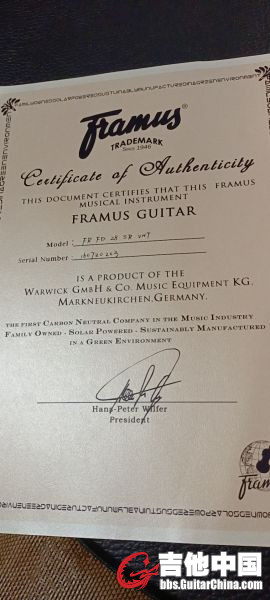 Framus
TRADEMARK
Since 1946
Certificate of Authenticity
THIS DOCUMENT CERTIFIES THAT THIS FRAMUS
MUSICAL INSTRUMENT
FRAMUS GUITAR
Model:
Serial Number
IS A PRODUCT OF THE
WARWICK GMBH & CO. MUSIC EQUIPMENT KG,
MARKNEUKIRCHEN, GERMANY.
THE FIRST CARBON NEUTRAL COMPANY IN THE MUSIC INDUSTRY
FAMILY OWNED - SOLAR POWERED - SUSTAINABLY MANUFACTURED
IN A GREEN ENVIRONMENT
Hans-Peter Wilfer
President
吉他中国
bbs.GuitarChina.com